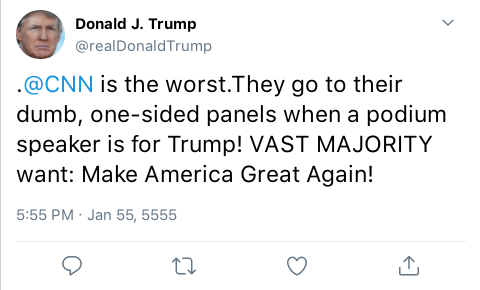 Donald J. Trump
@realDonaldTrump
.@CNN is the worst.They go to their
dumb, one-sided panels when a podium
speaker is for Trump! VAST MAJORITY
want: Make America Great Again!
5:55 PM · Jan 55, 5555